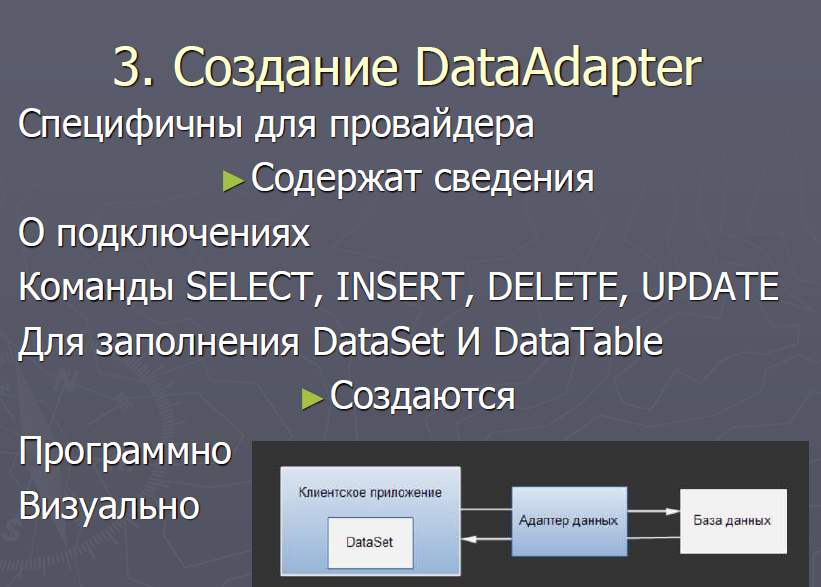 3. Создание DataAdapter
Специфичны для провайдера
►Содержат сведения
О подключениях
Команды SELECT, INSERT, DELETE, UPDATE
Для заполнения DataSet И DataTable
►Создаются
Программно
Визуально
Клиентское приложение
DataSet
Адаптер данных
База данных
N
S